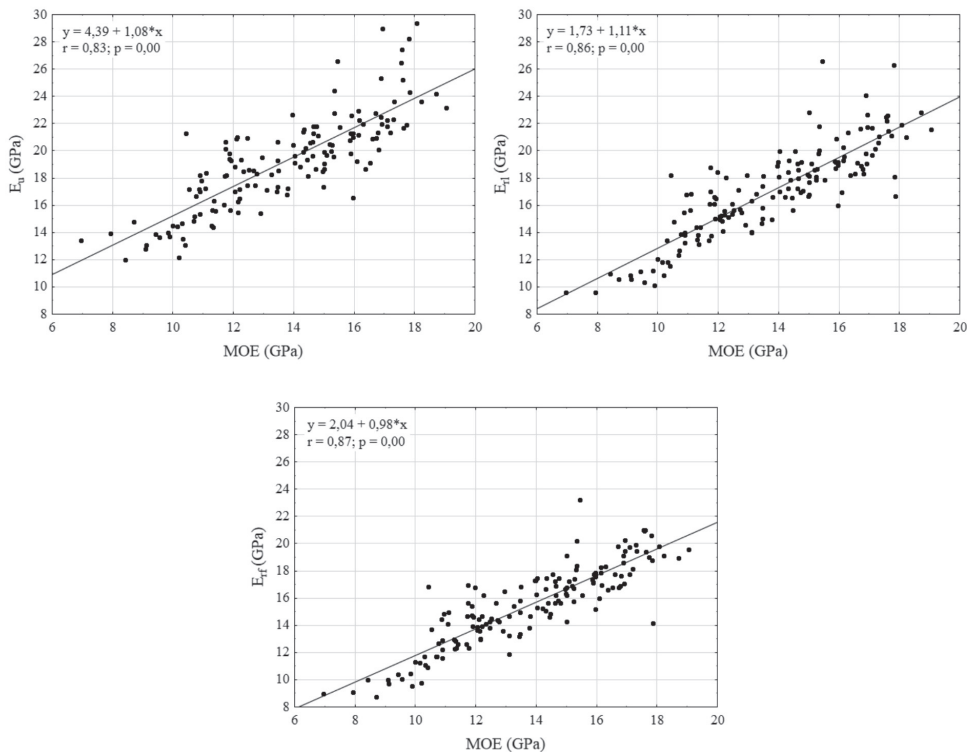 y = 4,39 + 1,08*x
r = 0,83; p = 0,00
30
28
26
24
22
20
18
16
14
12
10
8
E_u (GPa)
6 8 10 12 14 16 18 20
MOE (GPa)
y = 1,73 + 1,11*x
r = 0,86; p = 0,00
30
28
26
24
22
20
18
16
14
12
10
8
E_rl (GPa)
6 8 10 12 14 16 18 20
MOE (GPa)
y = 2,04 + 0,98*x
r = 0,87; p = 0,00
30
28
26
24
22
20
18
16
14
12
10
8
E_rf (GPa)
6 8 10 12 14 16 18 20
MOE (GPa)